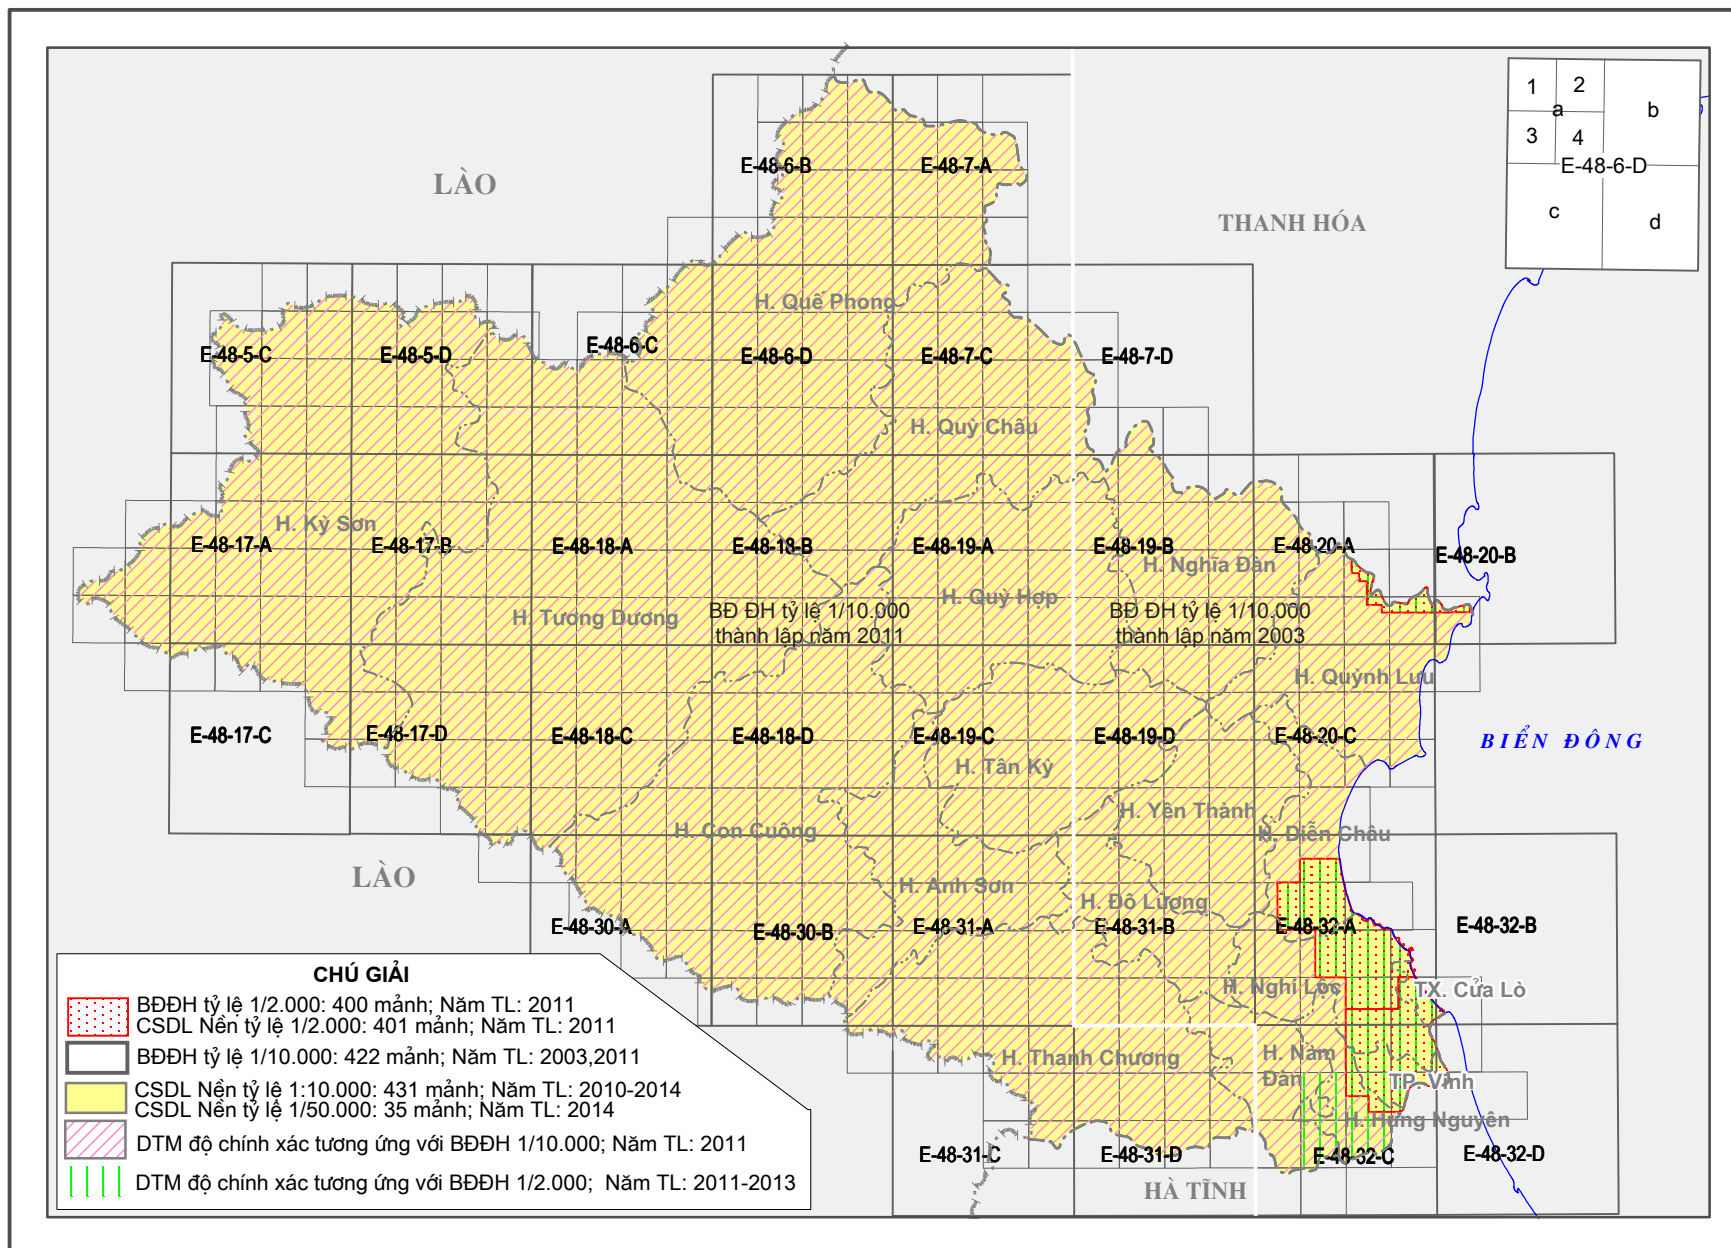 1
2
a
b
3
4
E-48-6-D
c
d
E-48-6-B
E-48-7-A
LÀO
THANH HÓA
H. Quế Phong
E-48-5-C
E-48-5-D
E-48-6-C
E-48-6-D
E-48-7-C
E-48-7-D
H. Quỳ Châu
H. Kỳ Sơn
E-48-17-A
E-48-17-B
E-48-18-A
E-48-18-B
E-48-19-A
E-48-19-B
E-48-20-A
E-48-20-B
H. Nghĩa Đàn
H. Quỳ Hợp
H. Tương Dương
BĐ ĐH tỷ lệ 1/10.000
thành lập năm 2011
BĐ ĐH tỷ lệ 1/10.000
thành lập năm 2003
H. Quỳnh Lưu
E-48-17-C
E-48-17-D
E-48-18-C
E-48-18-D
E-48-19-C
E-48-19-D
E-48-20-C
BIỂN ĐÔNG
H. Tân Kỳ
H. Yên Thành
H. Con Cuông
H. Diễn Châu
LÀO
H. Anh Sơn
H. Đô Lương
E-48-30-A
E-48-30-B
E-48-31-A
E-48-31-B
E-48-32-A
E-48-32-B
H. Nghi Lộc
TX. Cửa Lò
H. Thanh Chương
H. Nam
Đàn
TP. Vinh
H. Hưng Nguyên
E-48-31-C
E-48-31-D
E-48-32-C
E-48-32-D
HÀ TĨNH
CHÚ GIẢI
BĐĐH tỷ lệ 1/2.000: 400 mảnh; Năm TL: 2011
CSDL Nền tỷ lệ 1/2.000: 401 mảnh; Năm TL: 2011
BĐĐH tỷ lệ 1/10.000: 422 mảnh; Năm TL: 2003,2011
CSDL Nền tỷ lệ 1:10.000: 431 mảnh; Năm TL: 2010-2014
CSDL Nền tỷ lệ 1/50.000: 35 mảnh; Năm TL: 2014
DTM độ chính xác tương ứng với BĐĐH 1/10.000; Năm TL: 2011
DTM độ chính xác tương ứng với BĐĐH 1/2.000; Năm TL: 2011-2013